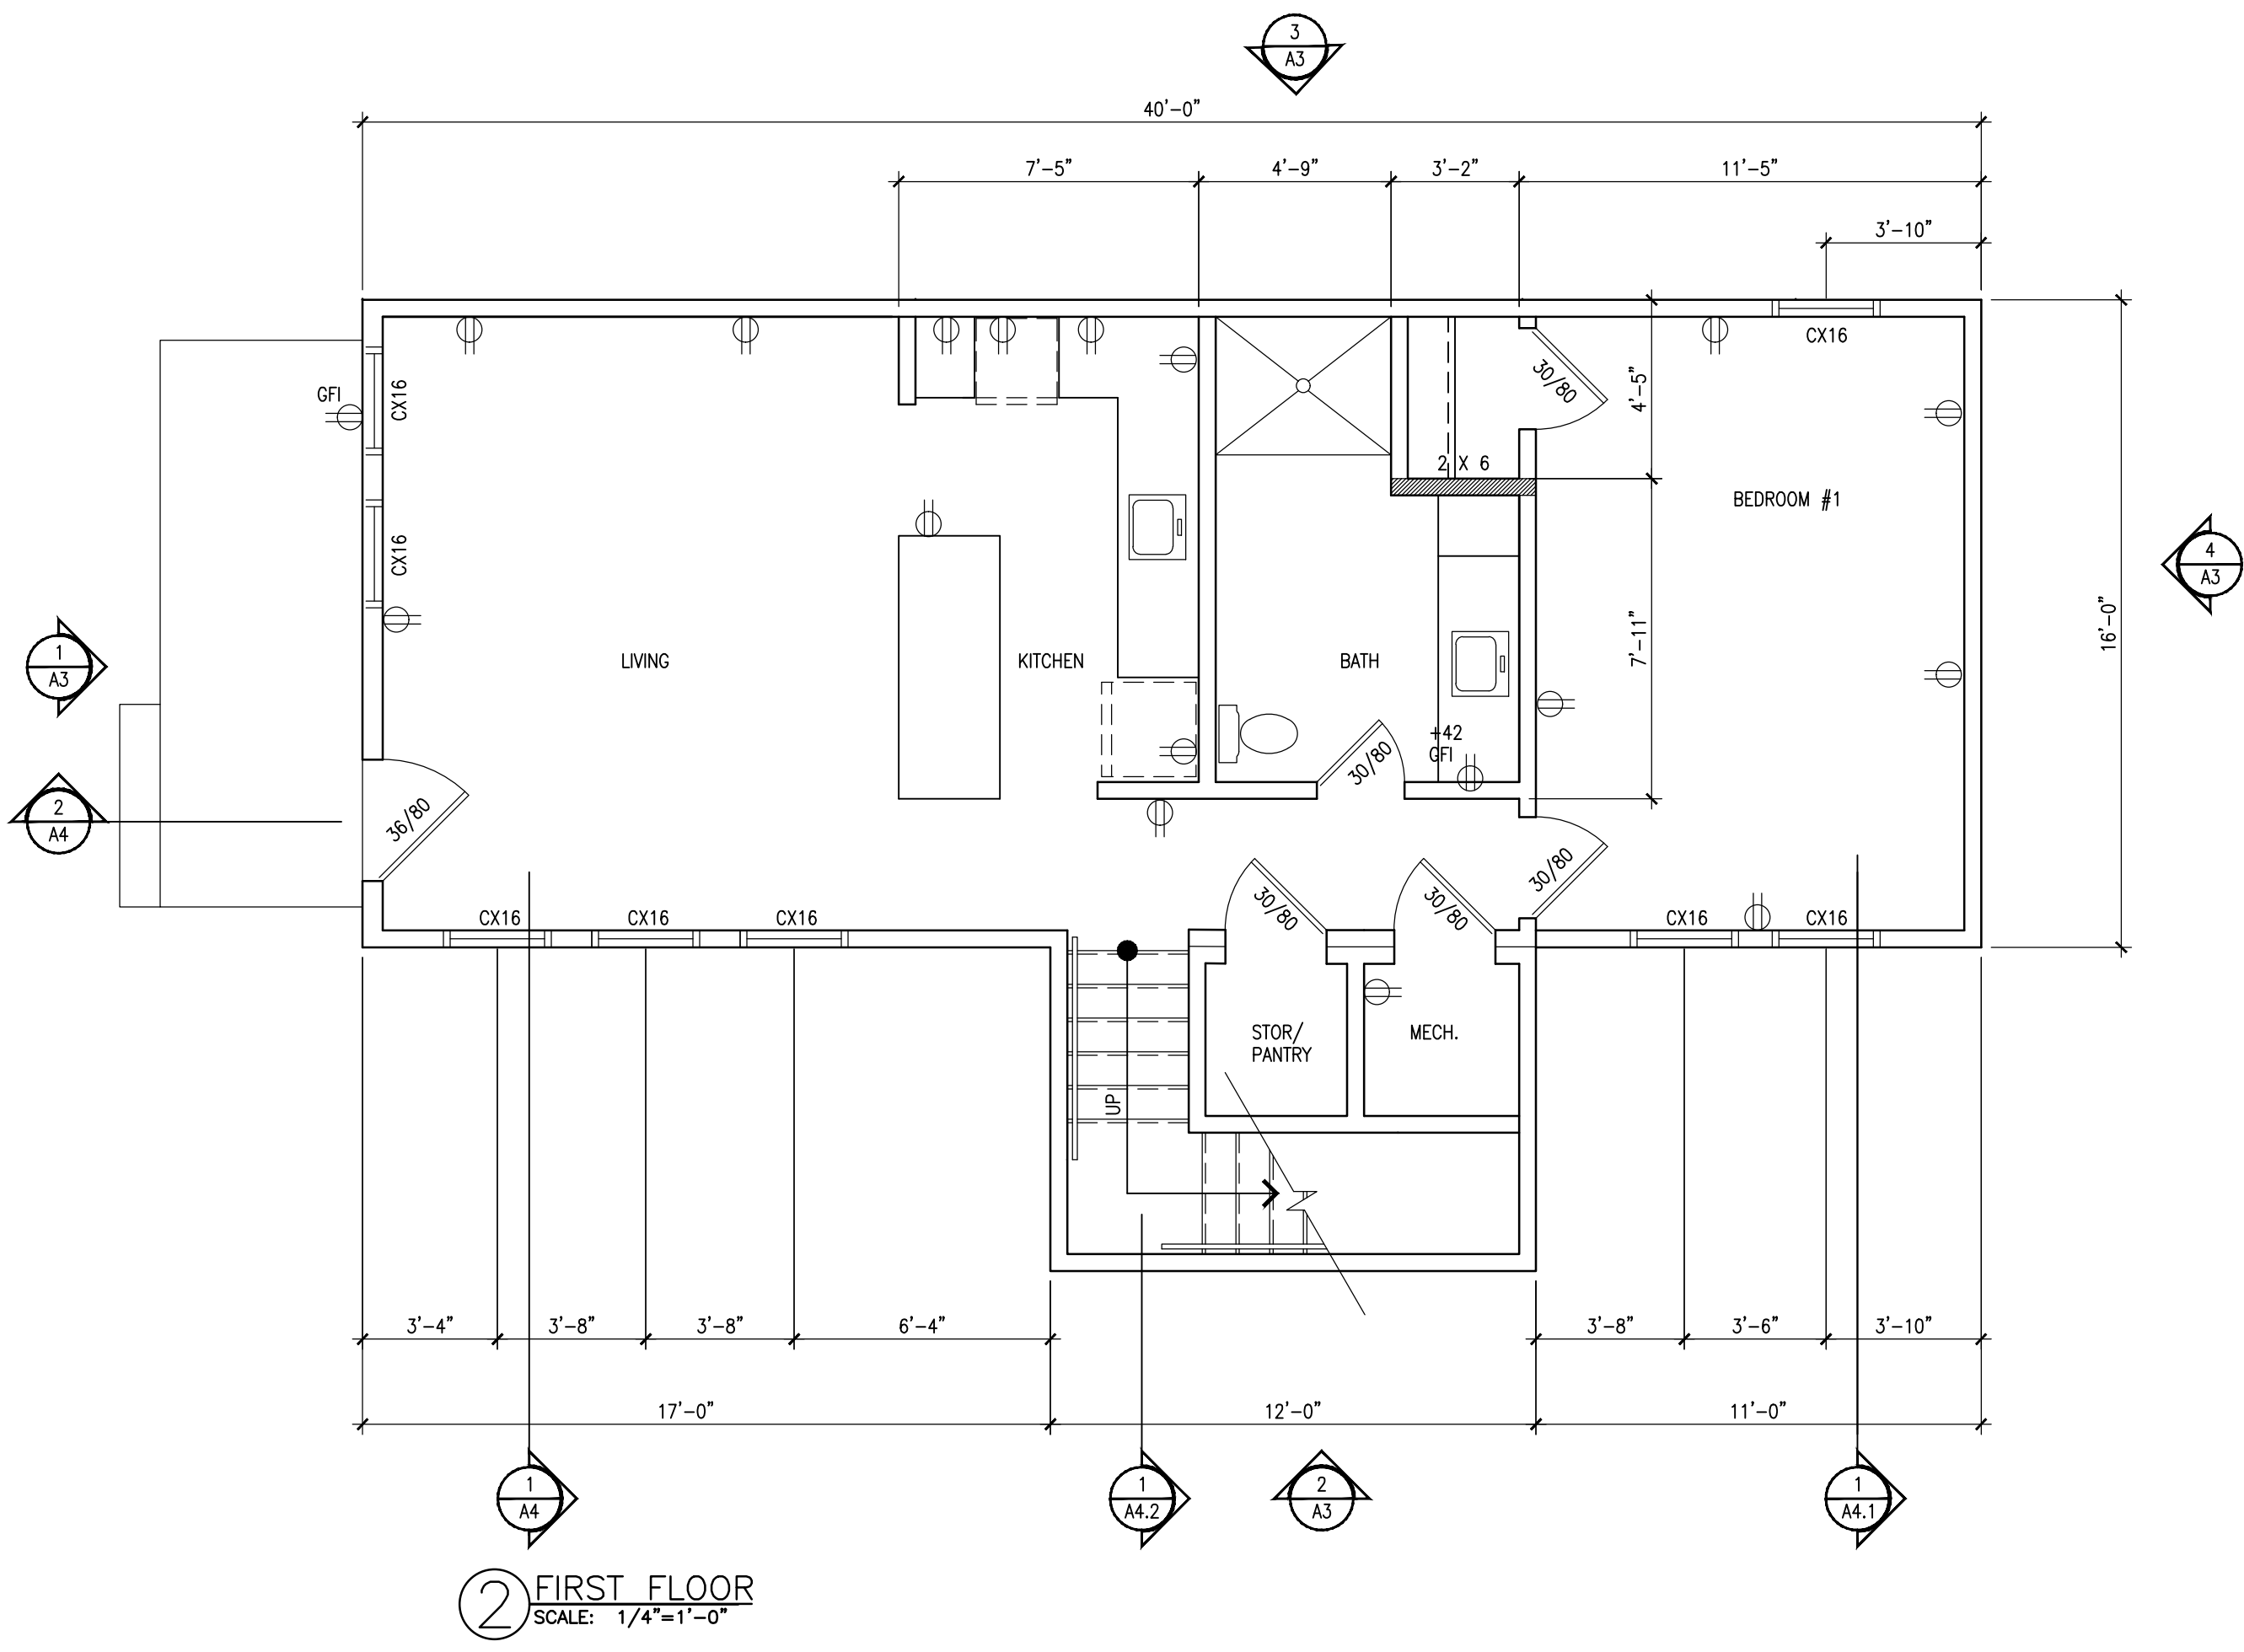 3
A3
40'-0"
7'-5"
4'-9"
3'-2"
11'-5"
3'-10"
CX16
30/80
GFI
CX16
4'-5"
2 X 6
BEDROOM #1
CX16
4
A3
16'-0"
7'-11"
1
A3
LIVING
KITCHEN
BATH
+42
GFI
30/80
2
A4
36/80
30/80
30/80
30/80
CX16
CX16
CX16
CX16
CX16
STOR/
PANTRY
MECH.
UP
3'-4"
3'-8"
3'-8"
6'-4"
3'-8"
3'-6"
3'-10"
17'-0"
12'-0"
11'-0"
1
A4
1
A4.2
2
A3
1
A4.1
2
FIRST FLOOR
SCALE: 1/4"=1'-0"